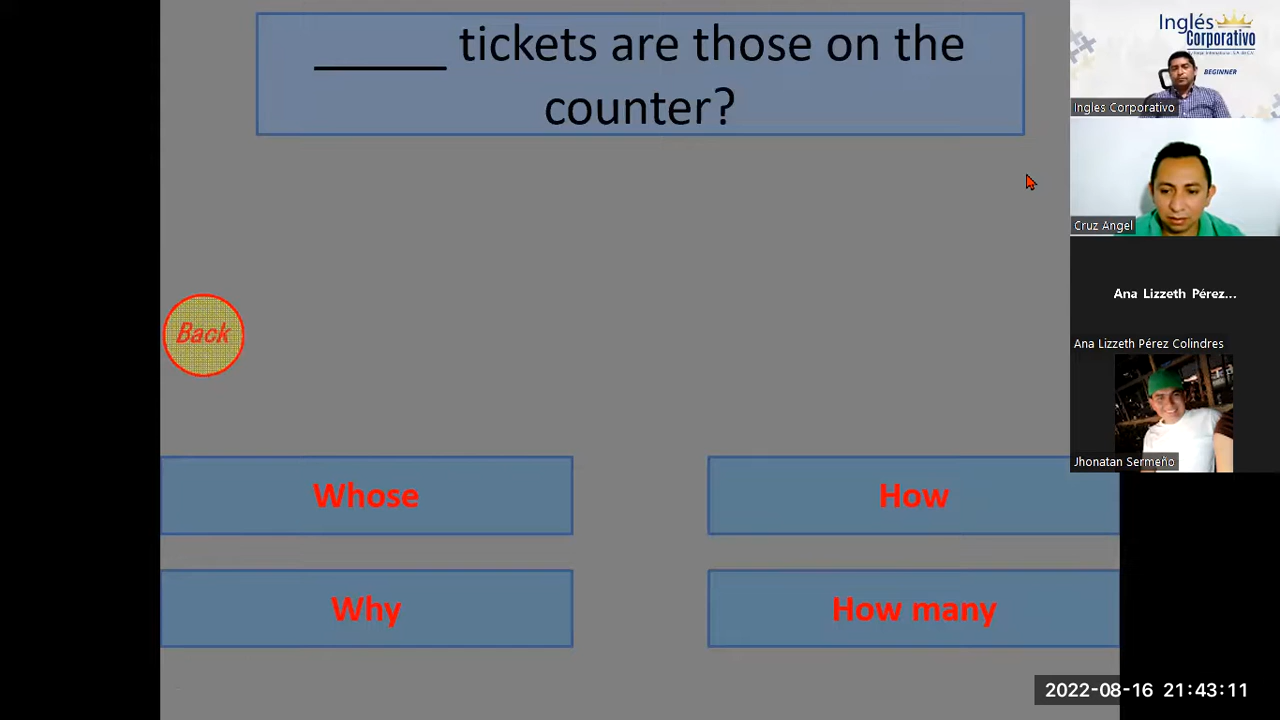 ______ tickets are those on the
counter?
Back
Whose
How
Why
How many
Inglés
Corporativo
BEGINNER
Ingles Corporativo
Cruz Angel
Ana Lizzeth Pérez...
Ana Lizzeth Pérez Colindres
Jhonatan Sermeño
2022-08-16 21:43:11